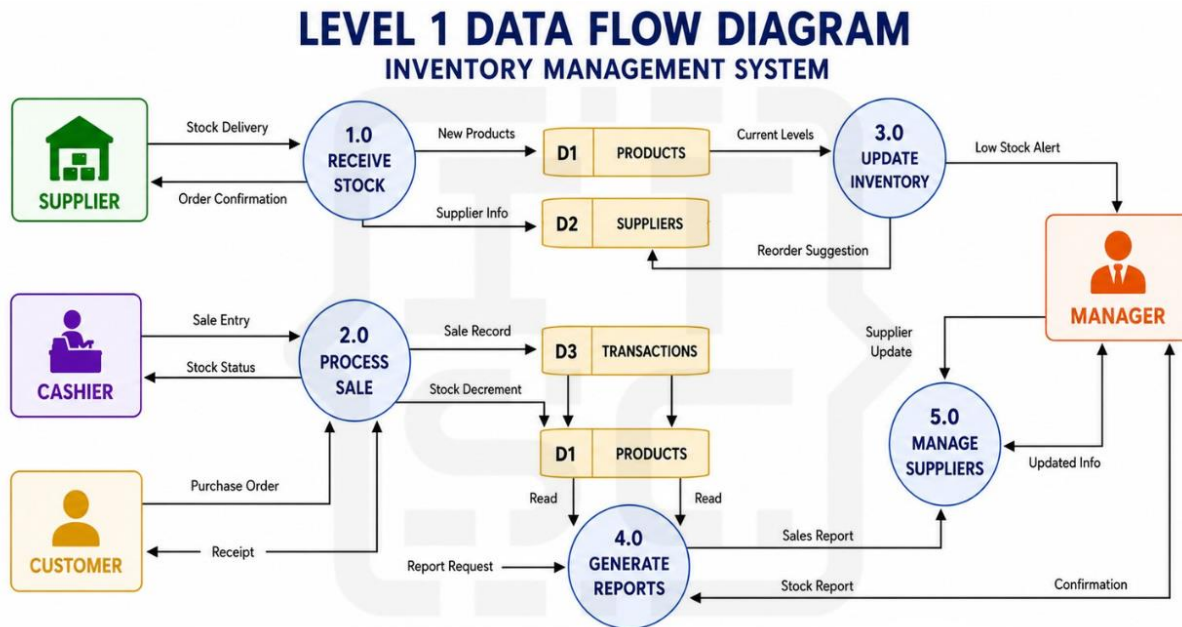 LEVEL 1 DATA FLOW DIAGRAM
INVENTORY MANAGEMENT SYSTEM
SUPPLIER
Stock Delivery
Order Confirmation
1.0
RECEIVE
STOCK
New Products
Supplier Info
D1 PRODUCTS
D2 SUPPLIERS
Current Levels
3.0
UPDATE
INVENTORY
Low Stock Alert
Reorder Suggestion
MANAGER
CASHIER
Sale Entry
Stock Status
2.0
PROCESS
SALE
Sale Record
Stock Decrement
D3 TRANSACTIONS
D1 PRODUCTS
Supplier
Update
5.0
MANAGE
SUPPLIERS
Updated Info
CUSTOMER
Purchase Order
Receipt
Read
Read
Report Request
4.0
GENERATE
REPORTS
Sales Report
Stock Report
Confirmation